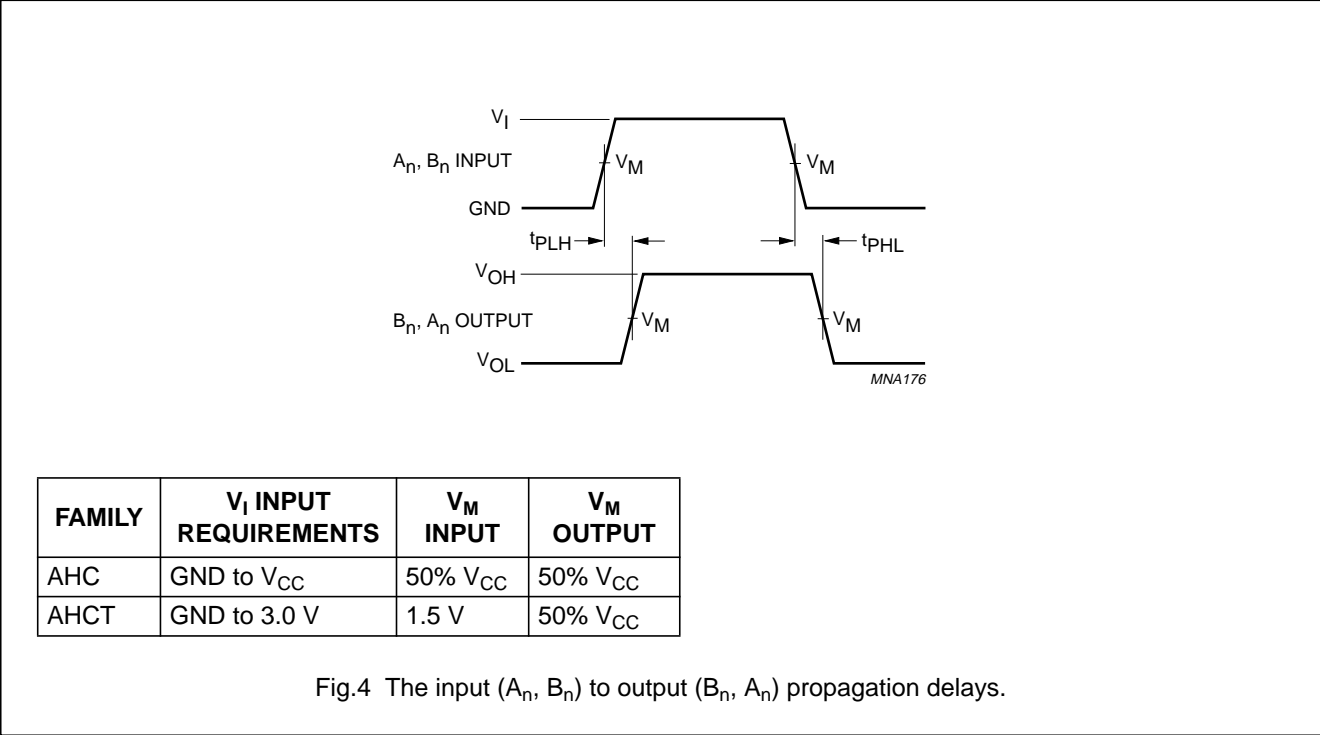 VI
An, Bn INPUT
VM
VM
GND
tPLH
tPHL
VOH
Bn, An OUTPUT
VM
VM
VOL
MNA176
FAMILY VI INPUT REQUIREMENTS VM INPUT VM OUTPUT
AHC GND to VCC 50% VCC 50% VCC
AHCT GND to 3.0 V 1.5 V 50% VCC
Fig.4 The input (An, Bn) to output (Bn, An) propagation delays.